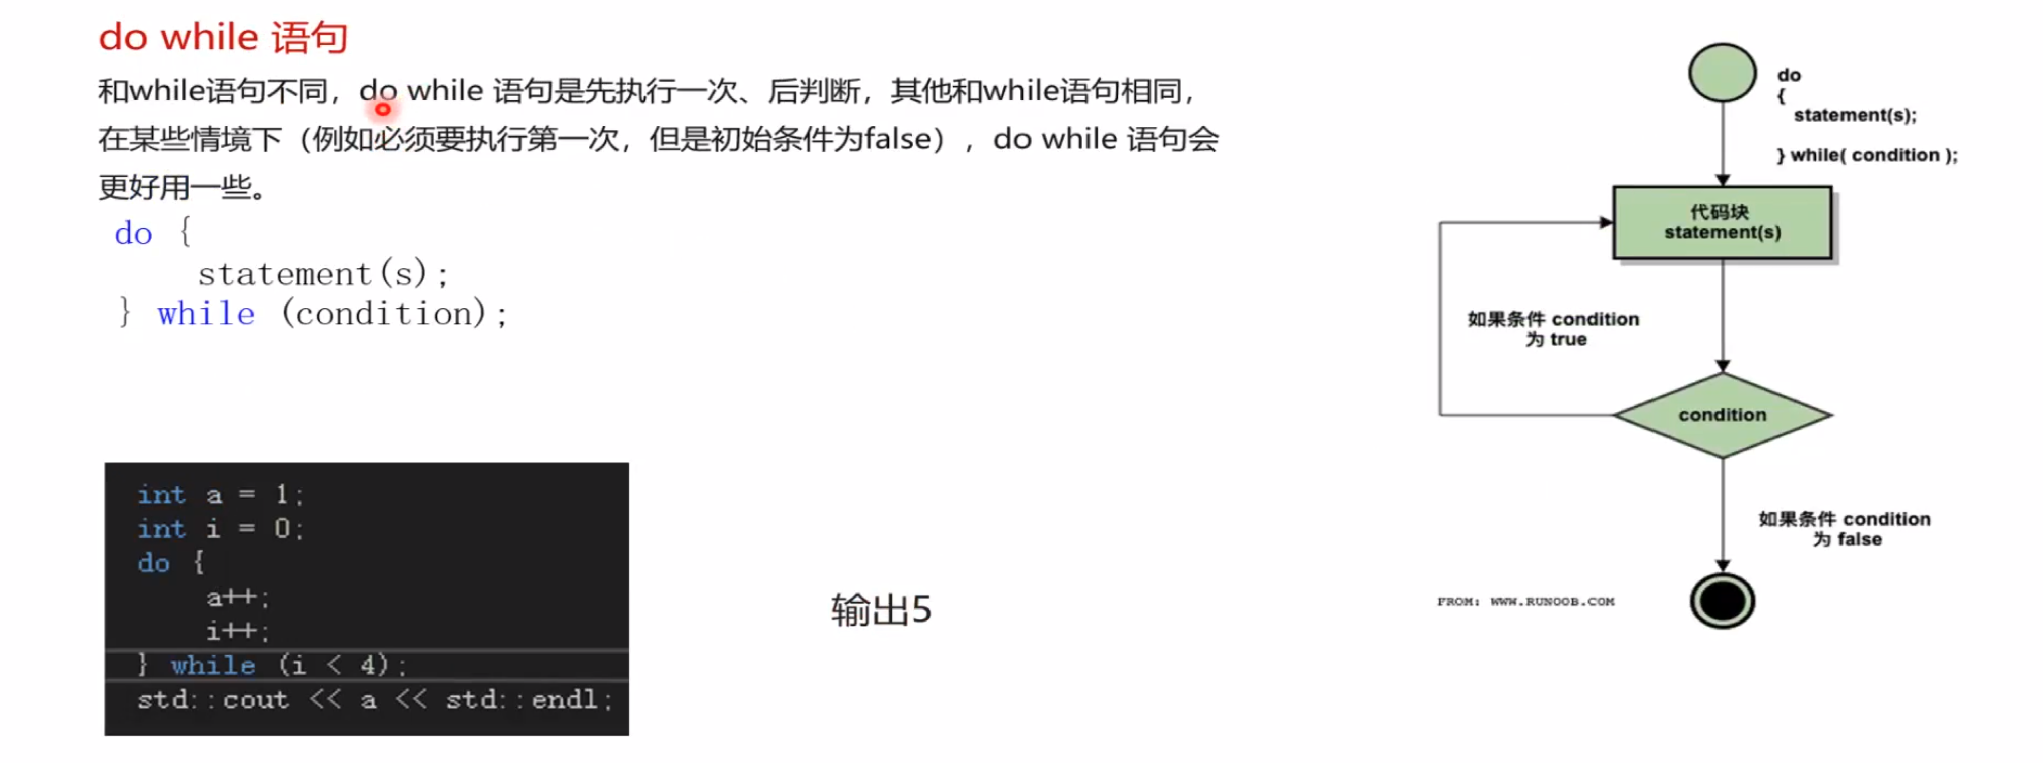 do while 语句
和while语句不同，do while 语句是先执行一次、后判断，其他和while语句相同，
在某些情境下（例如必须要执行第一次，但是初始条件为false），do while 语句会
更好用一些。
do {
    statement(s);
} while (condition);
int a = 1;
int i = 0;
do {
    a++;
    i++;
} while (i < 4);
std::cout << a << std::endl;
输出5
do
{
   statement(s);
} while( condition );
代码块
statement(s)
如果条件 condition
为 true
condition
如果条件 condition
为 false
FROM: WWW.RUNOOB.COM